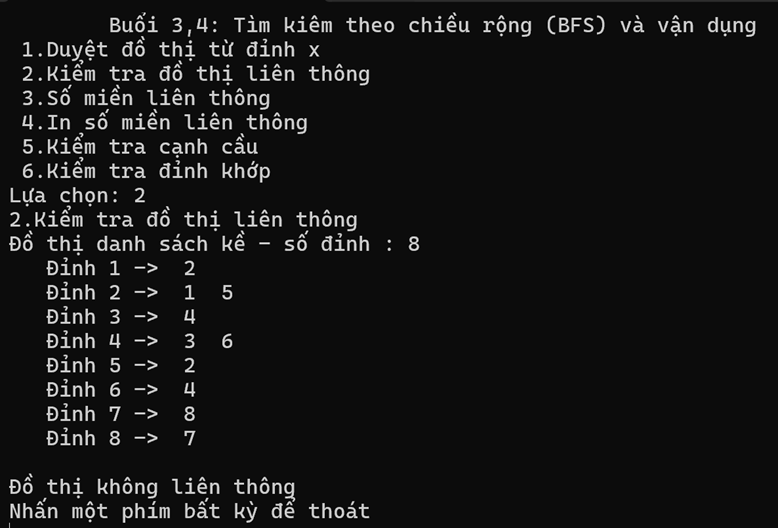 Buổi 3,4: Tìm kiếm theo chiều rộng (BFS) và vận dụng
1.Duyệt đồ thị từ đỉnh x
2.Kiểm tra đồ thị liên thông
3.Số miền liên thông
4.In số miền liên thông
5.Kiểm tra cạnh cầu
6.Kiểm tra đỉnh khớp
Lựa chọn: 2
2.Kiểm tra đồ thị liên thông
Đồ thị danh sách kề - số đỉnh : 8
Đỉnh 1 -> 2
Đỉnh 2 -> 1 5
Đỉnh 3 -> 4
Đỉnh 4 -> 3 6
Đỉnh 5 -> 2
Đỉnh 6 -> 4
Đỉnh 7 -> 8
Đỉnh 8 -> 7
Đồ thị không liên thông
Nhấn một phím bất kỳ để thoát